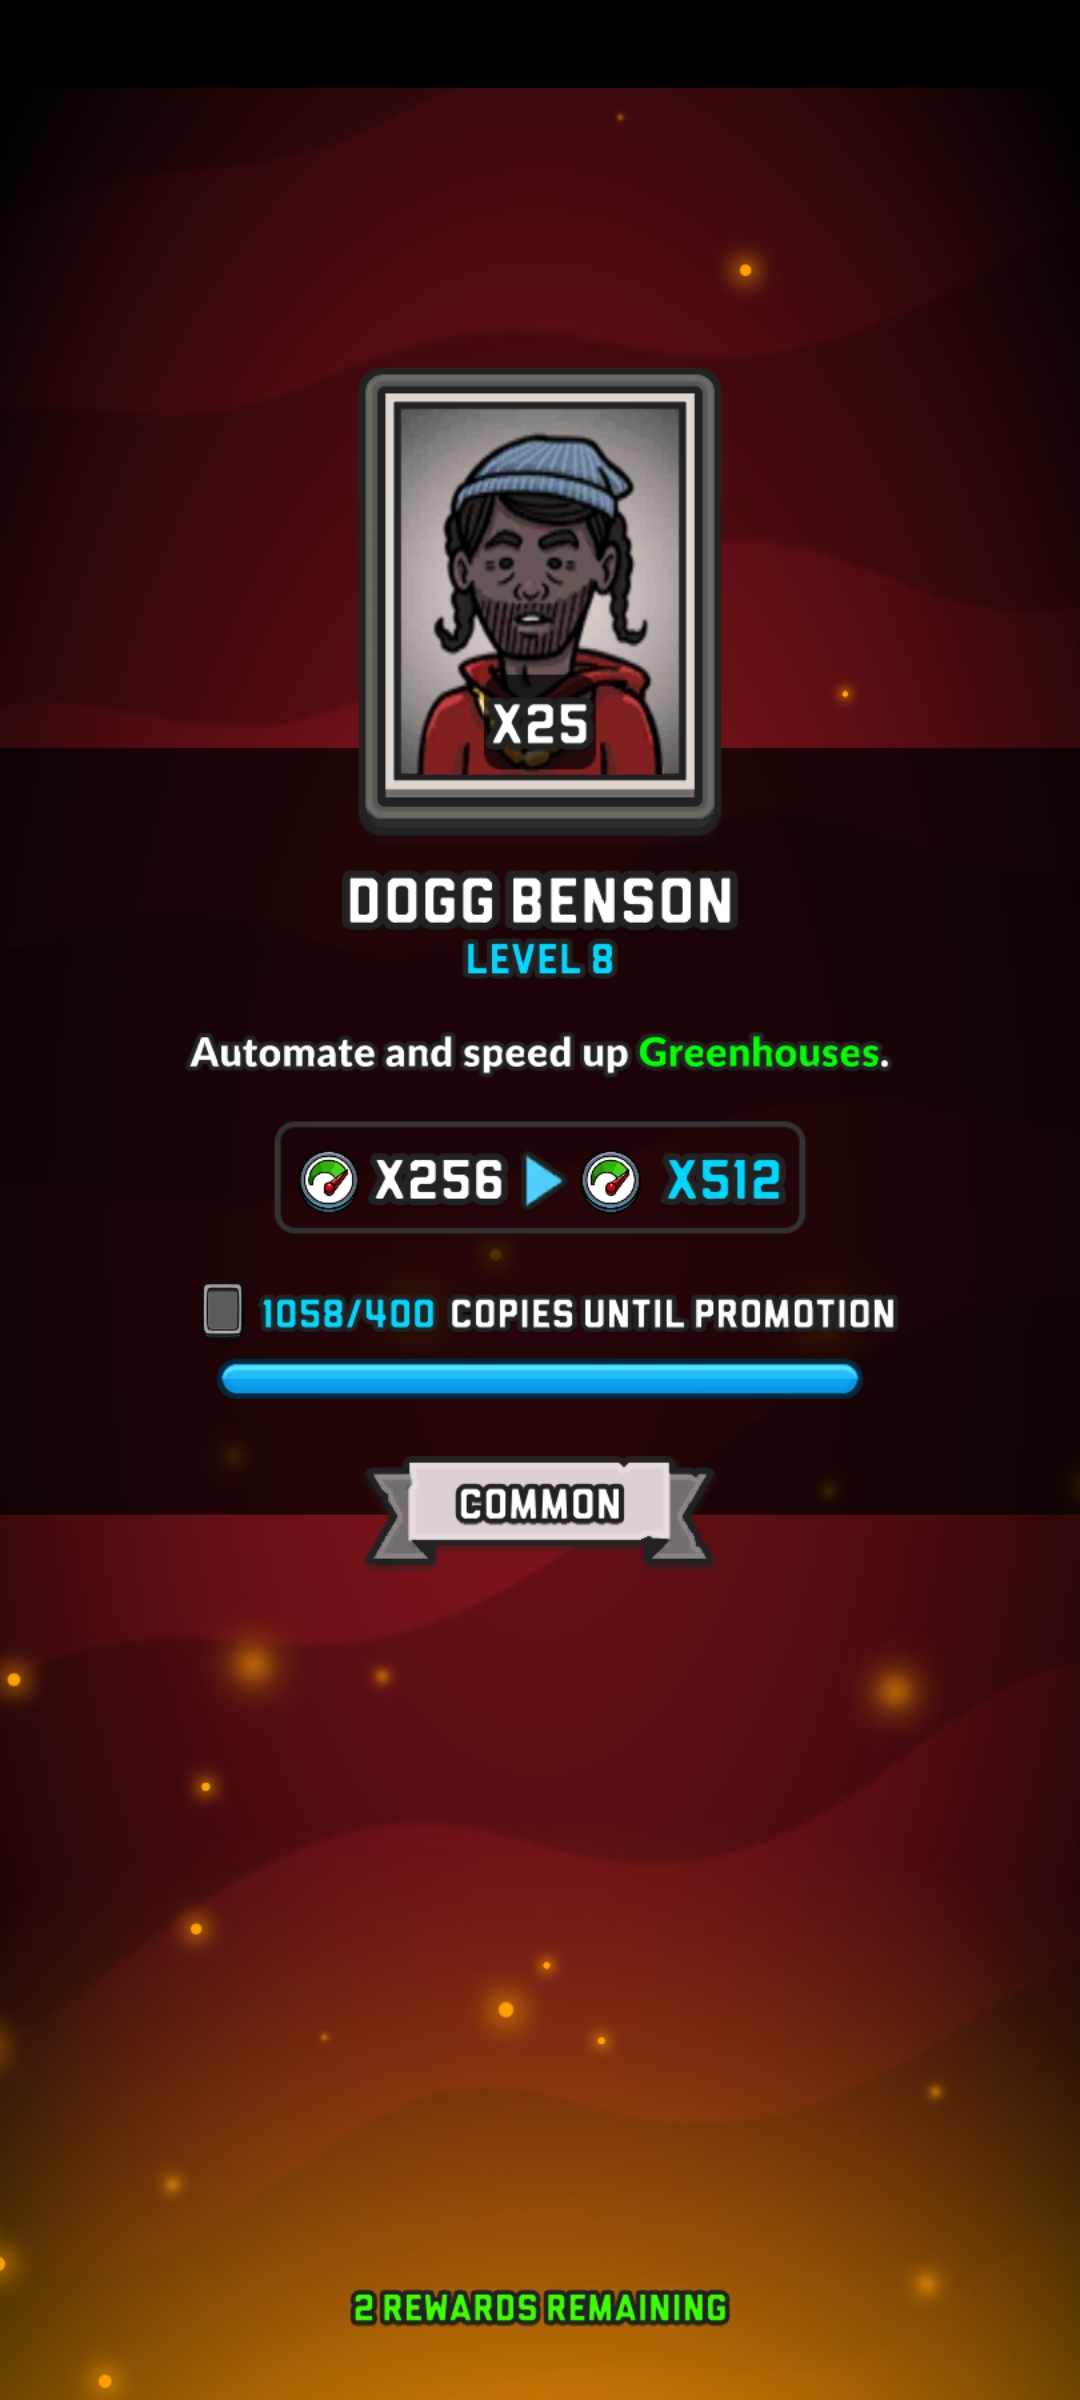 X25
DOGG BENSON
LEVEL 8
Automate and speed up Greenhouses.
X256 X512
1058/400 COPIES UNTIL PROMOTION
COMMON
2 REWARDS REMAINING